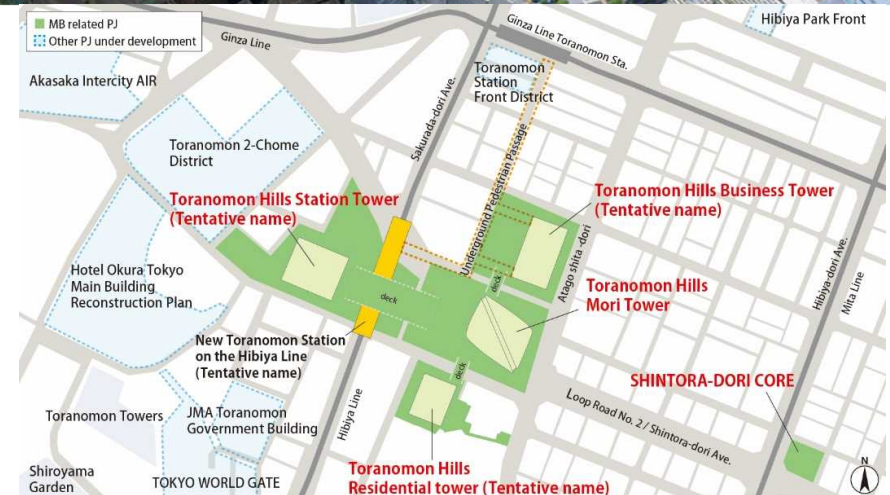 MB related PJ
Other PJ under development
Ginza Line
Ginza Line Toranomon Sta.
Hibiya Park Front
Akasaka Intercity AIR
Toranomon
Station
Front District
Sakurada-dori Ave.
Toranomon 2-Chome
District
Underground Pedestrian Passage
Toranomon Hills Station Tower
(Tentative name)
Toranomon Hills Business Tower
(Tentative name)
Hotel Okura Tokyo
Main Building
Reconstruction Plan
deck
deck
Atago shita -dori
Toranomon Hills
Mori Tower
Hibiya-dori Ave.
Mita Line
New Toranomon Station
on the Hibiya Line
(Tentative name)
deck
SHINTORA-DORI CORE
Toranomon Towers
JMA Toranomon
Government Building
Hibiya Line
Loop Road No. 2 / Shintora-dori Ave.
Shiroyama
Garden
TOKYO WORLD GATE
Toranomon Hills
Residential tower (Tentative name)
N